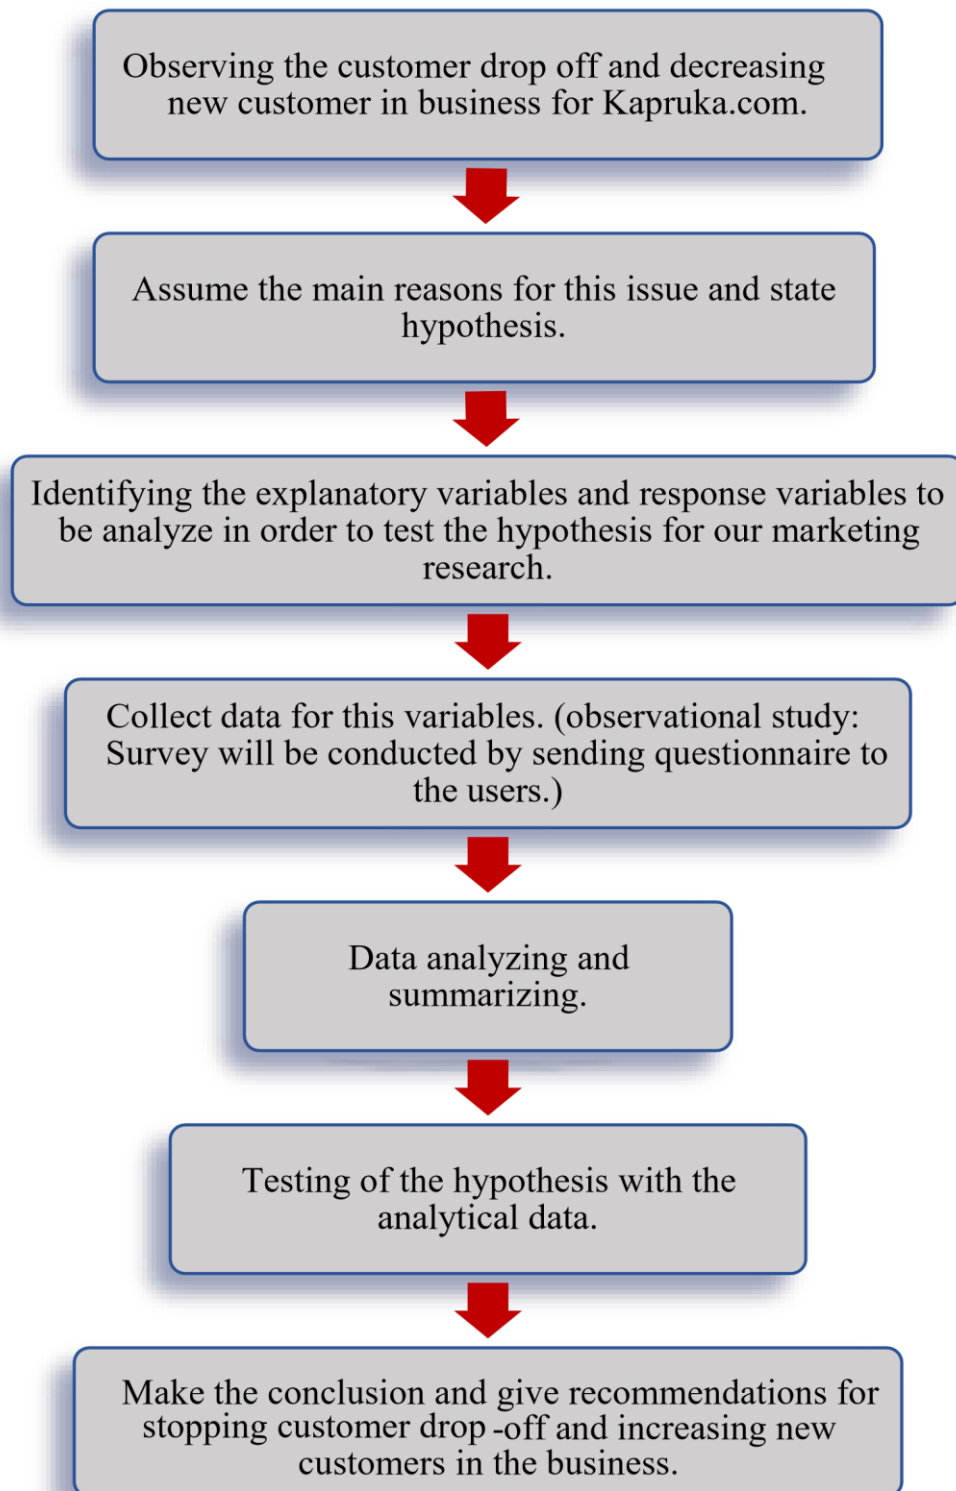 Observing the customer drop off and decreasing
new customer in business for Kapruka.com.
Assume the main reasons for this issue and state
hypothesis.
Identifying the explanatory variables and response variables to
be analyze in order to test the hypothesis for our marketing
research.
Collect data for this variables. (observational study:
Survey will be conducted by sending questionnaire to
the users.)
Data analyzing and
summarizing.
Testing of the hypothesis with the
analytical data.
Make the conclusion and give recommendations for
stopping customer drop -off and increasing new
customers in the business.